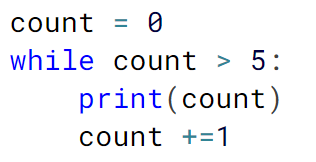 count = 0
while count > 5:
    print(count)
    count +=1